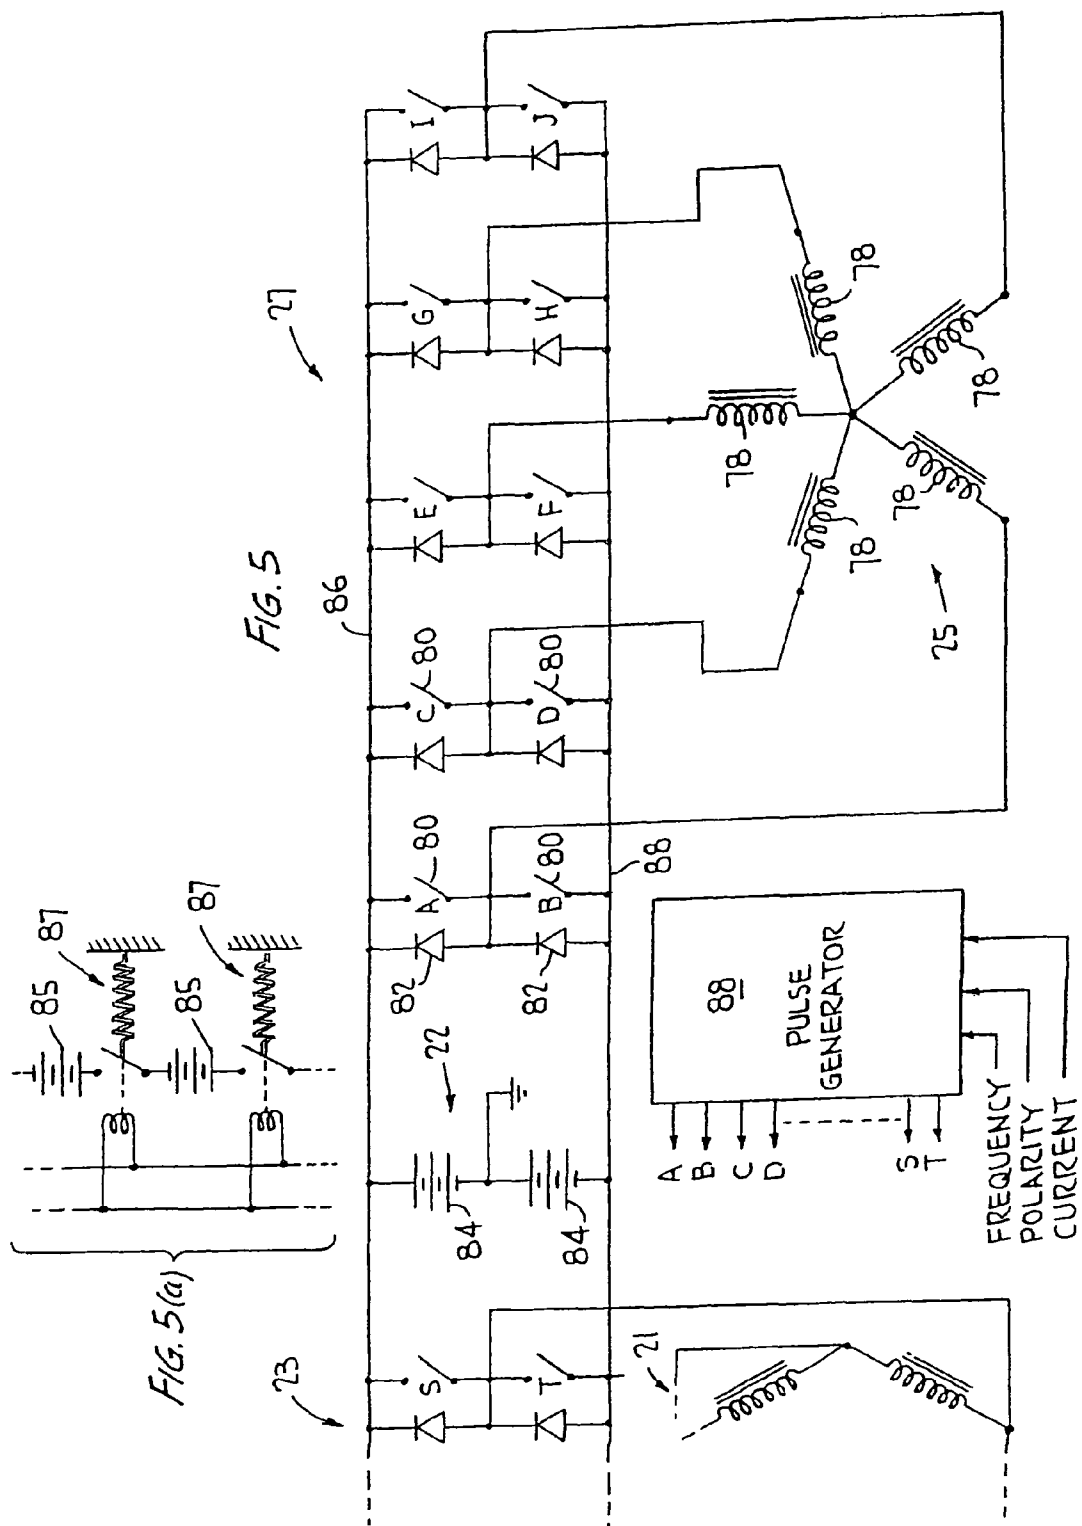 FIG. 5(a)
85
87
85
87
FIG. 5
23
22
86
27
S
82
A
80
C
80
E
G
I
84
T
84
82
B
80
D
80
F
H
J
21
88
78
78
78
78
78
25
A
B
C
D
S
T
88
PULSE
GENERATOR
FREQUENCY
POLARITY
CURRENT